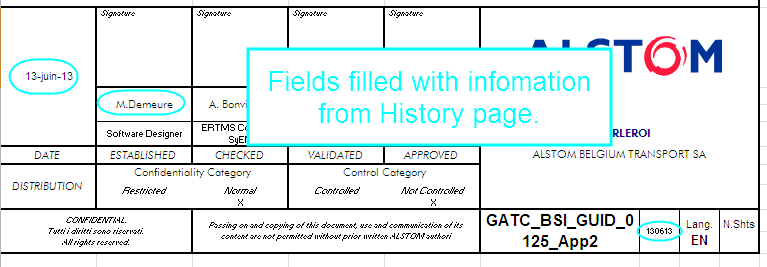 Signature Signature Signature Signature
ALSTOM
13-juin-13
Fields filled with infomation
from History page.
M.Demeure A.
RLEROI
Software Designer ERTMS
DATE ESTABLISHED CHECKED VALIDATED APPROVED ALSTOM BELGIUM TRANSPORT SA
Confidentiality Category Control Category
DISTRIBUTION Restricted Normal Controlled Not Controlled
X X
CONFIDENTIAL.
Tutti i diritti sono riservati.
All rights reserved.
Passing on and copying of this document, use and communication of its
content are not permitted without prior written ALSTOM authori
GATC_BSI_GUID_0
125_App2
130613
Lang.
EN
N.Shts